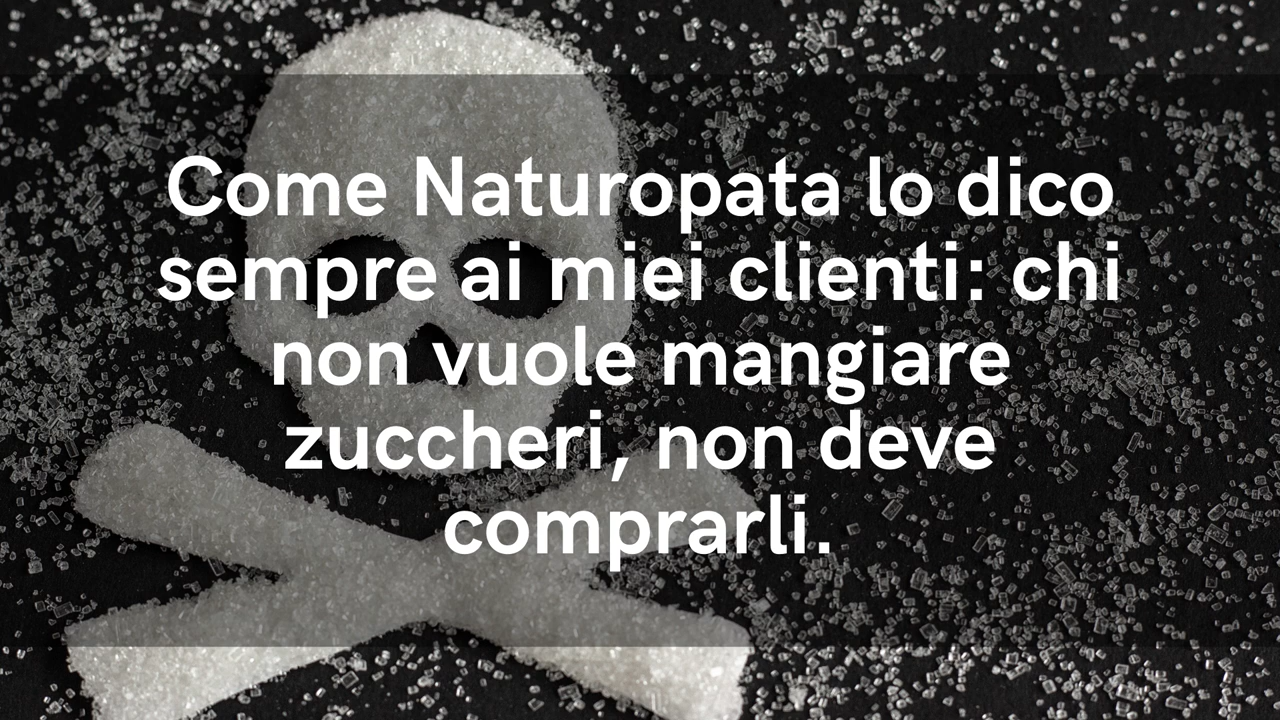 Come Naturopata lo dico
sempre ai miei clienti: chi
non vuole mangiare
zuccheri, non deve
comprarli.